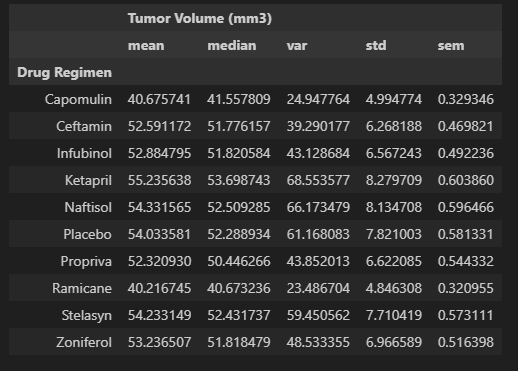 Tumor Volume (mm3)
mean median var std sem
Drug Regimen
Capomulin 40.675741 41.557809 24.947764 4.994774 0.329346
Ceftamin 52.591172 51.776157 39.290177 6.268188 0.469821
Infubinol 52.884795 51.820584 43.128684 6.567243 0.492236
Ketapril 55.235638 53.698743 68.553577 8.279709 0.603860
Naftisol 54.331565 52.509285 66.173479 8.134708 0.596466
Placebo 54.033581 52.288934 61.168083 7.821003 0.581331
Propriva 52.320930 50.446266 43.852013 6.622085 0.544332
Ramicane 40.216745 40.673236 23.486704 4.846308 0.320955
Stelasyn 54.233149 52.431737 59.450562 7.710419 0.573111
Zoniferol 53.236507 51.818479 48.533355 6.966589 0.516398